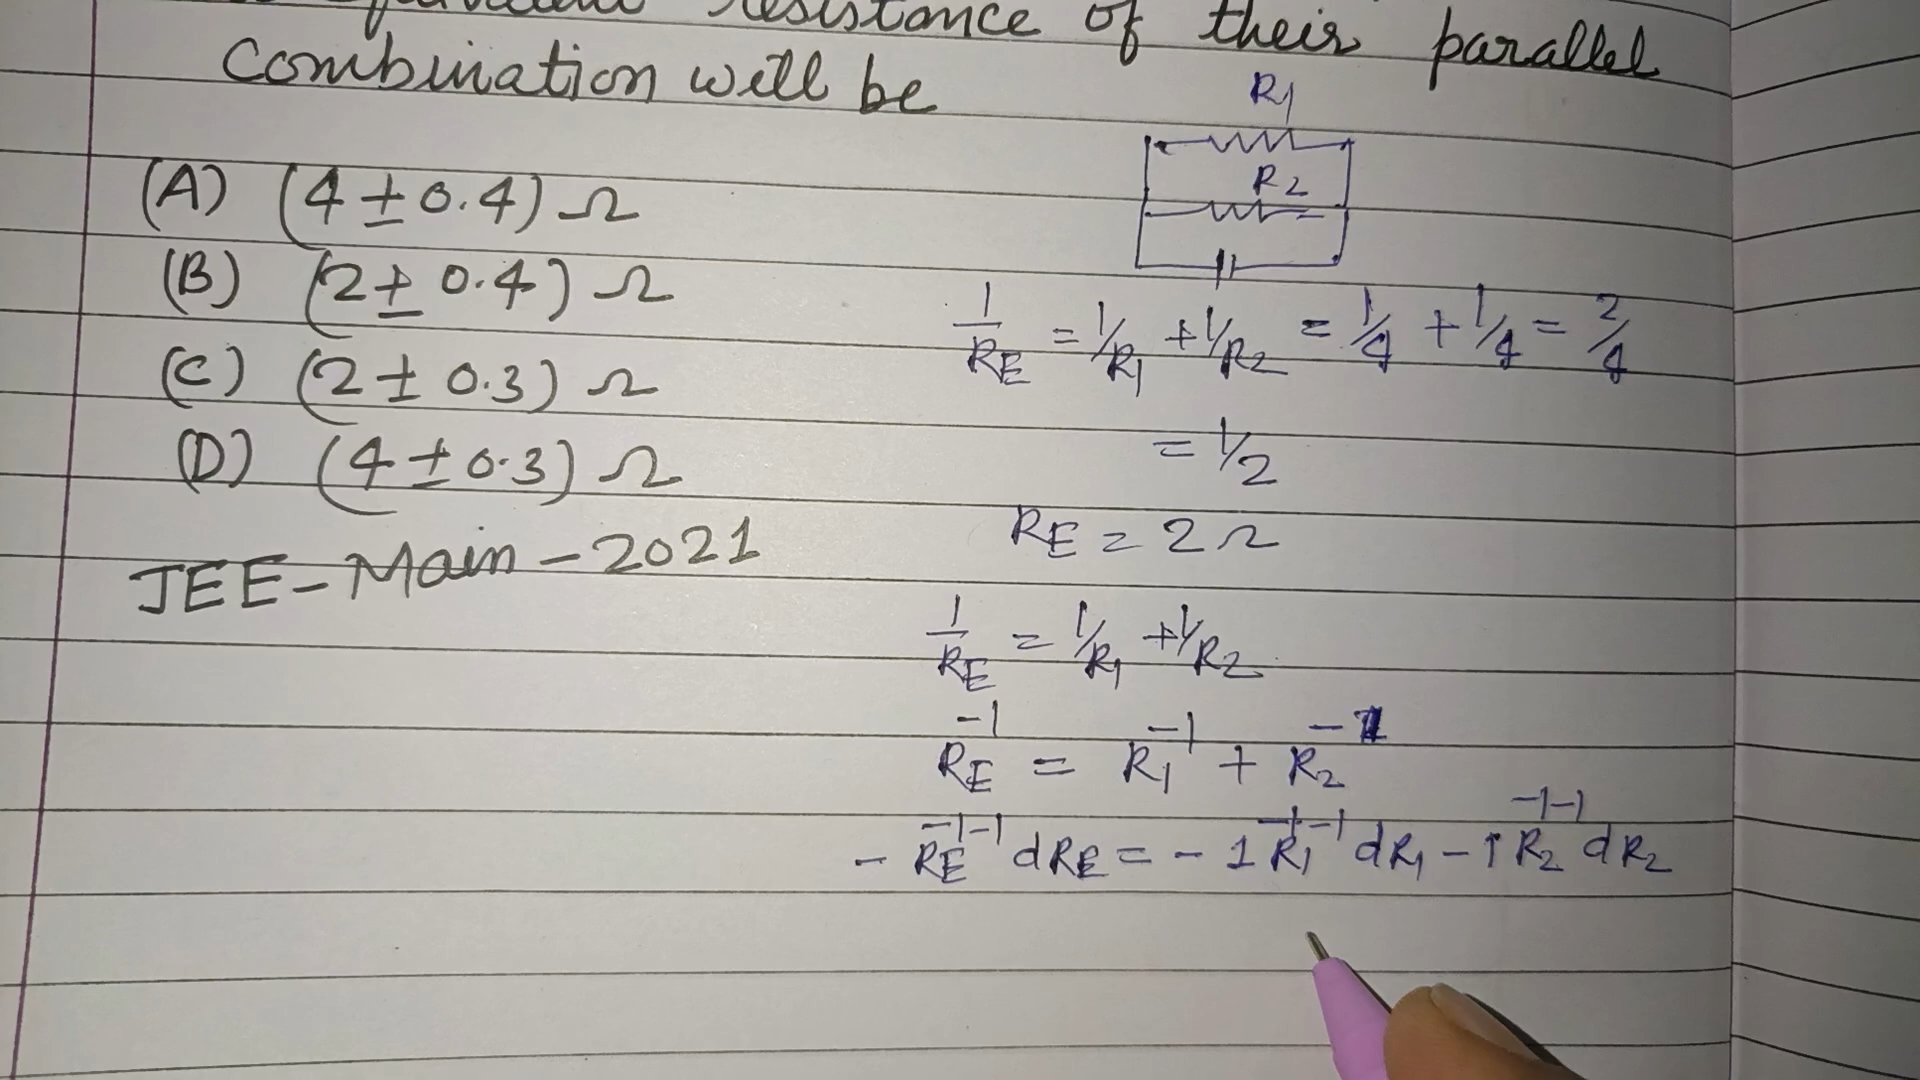 resistance of their parallel
combination will be
(A) (4 ± 0.4) Ω
(B) (2 ± 0.4) Ω
(C) (2 ± 0.3) Ω
(D) (4 ± 0.3) Ω
JEE-Main-2021
R1
R2
1/RE = 1/R1 + 1/R2 = 1/4 + 1/4 = 2/4
= 1/2
RE = 2 Ω
1/RE = 1/R1 + 1/R2
RE^-1 = R1^-1 + R2^-1
- RE^-1-1 dRE = - 1 R1^-1-1 dR1 - 1 R2^-1-1 dR2